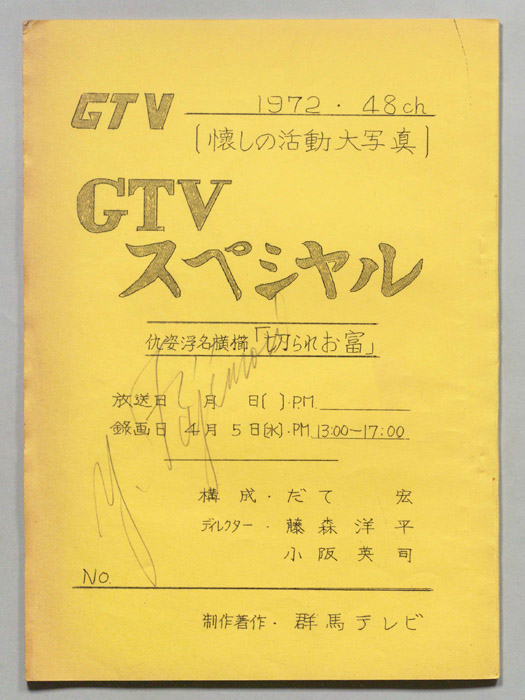 GTV 1972・48ch
〔懐しの活動大写真〕
GTV
スペシャル
仇姿浮名横櫛「切られお富」
放送日 月 日( )・P.M.
録画日 4月 5日(水)・PM 13:00~17:00
構成・だて 宏
ディレクター・藤森洋平
小阪英司
No.
制作著作・群馬テレビ